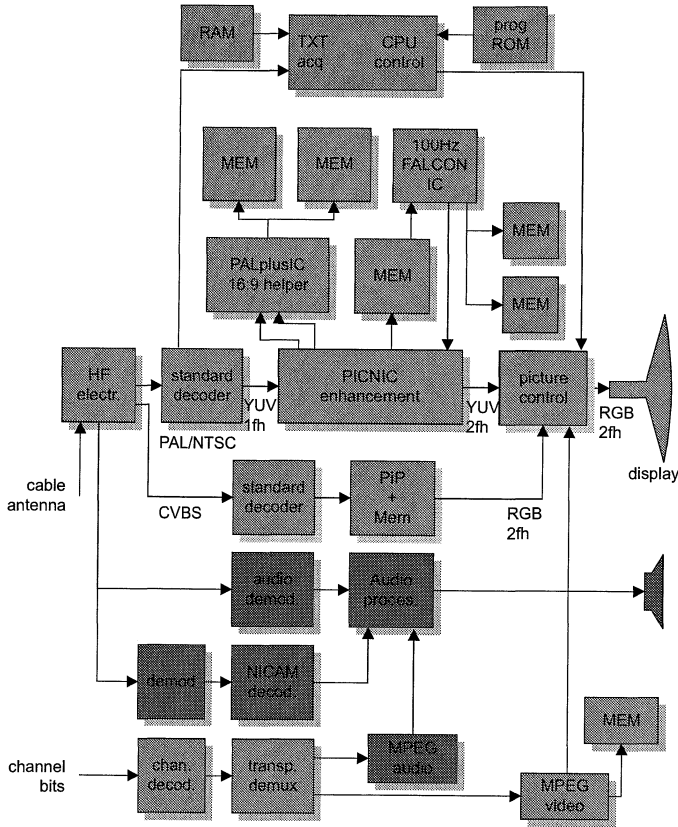 RAM
TXT acq
CPU control
prog ROM
MEM
MEM
100Hz FALCON IC
MEM
PALplusIC 16:9 helper
MEM
MEM
HF electr.
standard decoder
YUV 1fh
PICNIC enhancement
YUV 2fh
picture control
RGB 2fh
PAL/NTSC
display
cable antenna
CVBS
standard decoder
PiP + Mem
RGB 2fh
audio demod.
Audio proces.
demod
NICAM decod.
MPEG audio
MEM
channel bits
chan. decod.
transp. demux
MPEG video